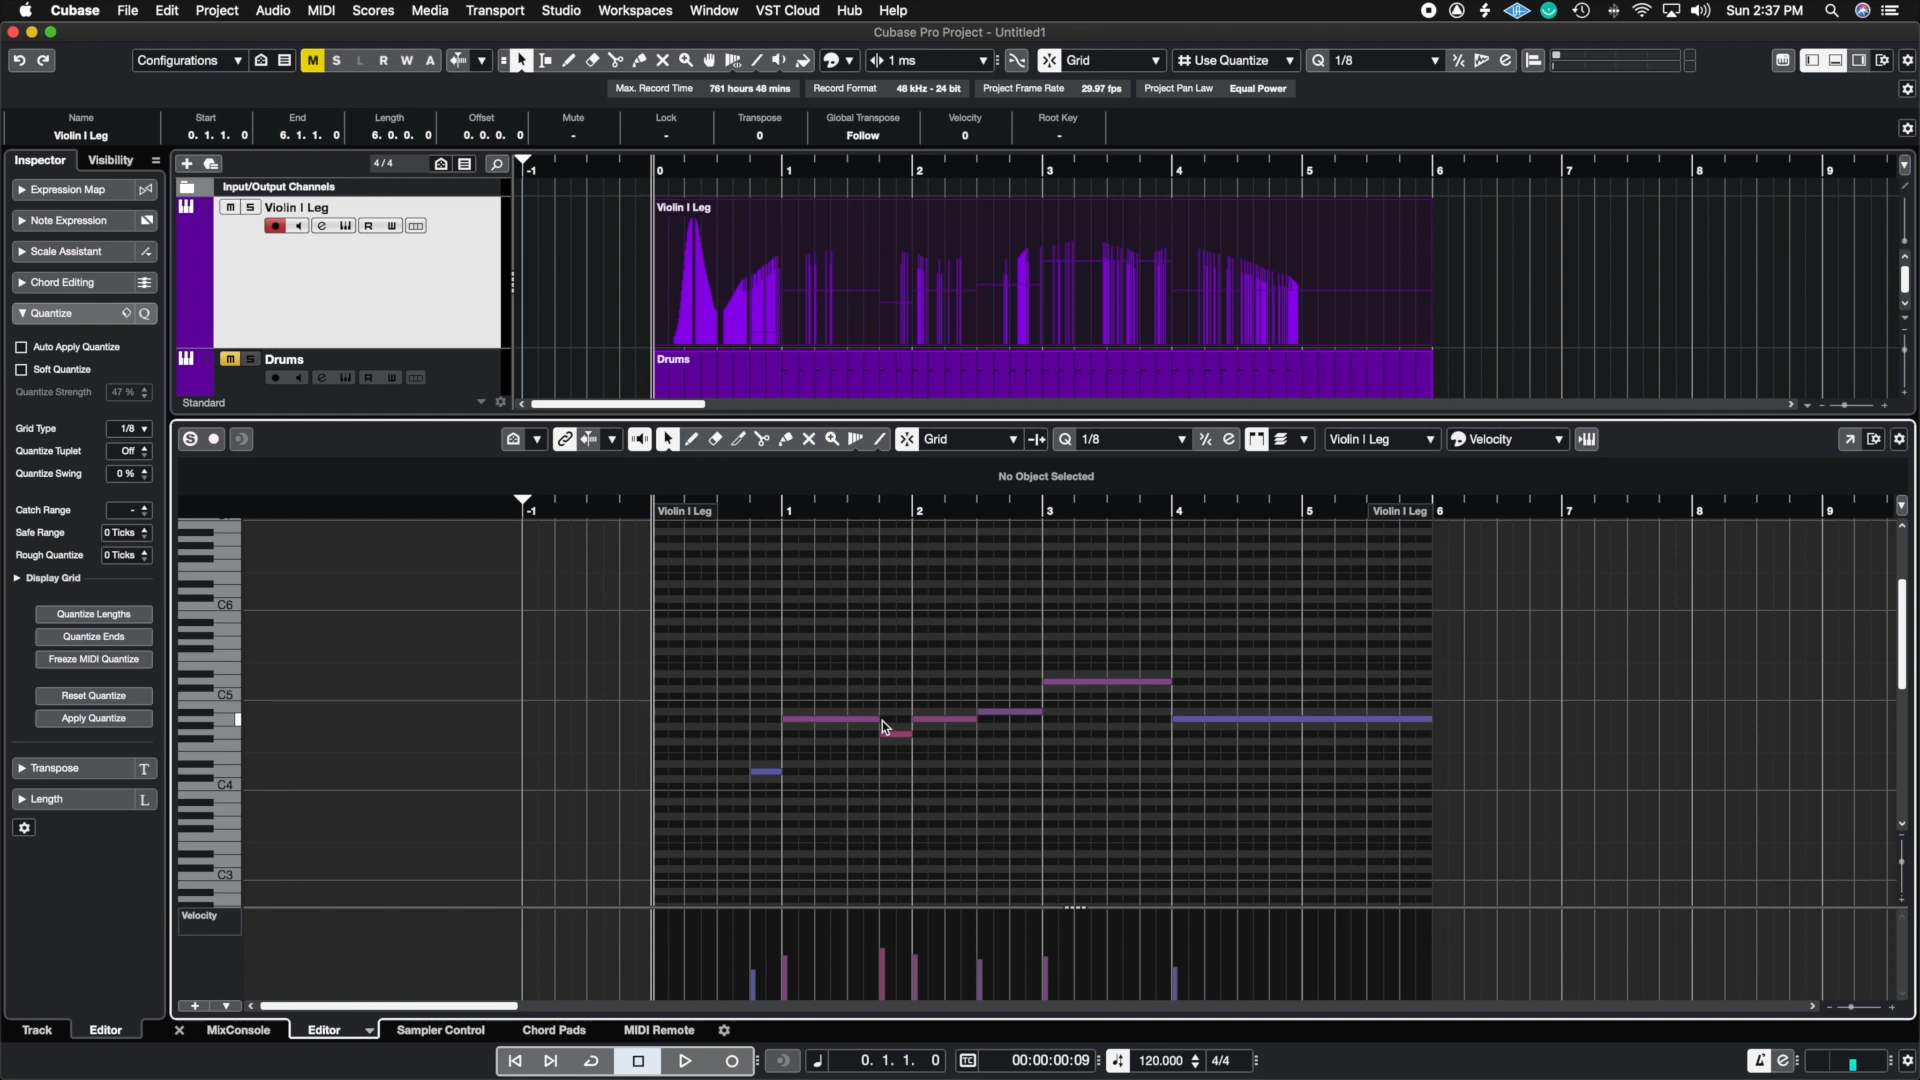 Cubase File Edit Project Audio MIDI Scores Media Transport Studio Workspaces Window VST Cloud Hub Help Sun 2:37 PM
Cubase Pro Project - Untitled1
Configurations M S L R W A 1 ms Grid Use Quantize Q 1/8
Max. Record Time 761 hours 48 mins Record Format 48 kHz - 24 bit Project Frame Rate 29.97 fps Project Pan Law Equal Power
Name Start End Length Offset Mute Lock Transpose Global Transpose Velocity Root Key
Violin I Leg 0. 1. 1. 0 6. 1. 1. 0 6. 0. 0. 0 0. 0. 0. 0 - - 0 Follow 0 -
Inspector Visibility 4/4 -1 0 1 2 3 4 5 6 7 8 9
Expression Map
Note Expression
Scale Assistant
Chord Editing
Quantize Q
Auto Apply Quantize
Soft Quantize
Quantize Strength 47 %
Grid Type 1/8
Quantize Tuplet Off
Quantize Swing 0 %
Catch Range -
Safe Range 0 Ticks
Rough Quantize 0 Ticks
Display Grid
Quantize Lengths
Quantize Ends
Freeze MIDI Quantize
Reset Quantize
Apply Quantize
Transpose T
Length L
Input/Output Channels
m S Violin I Leg
e R W
m S Drums
e R W
Standard
Violin I Leg
Drums
S Grid Q 1/8 e Violin I Leg Velocity
No Object Selected
-1 Violin I Leg 1 2 3 4 5 Violin I Leg 6 7 8 9
C6
C5
C4
C3
Velocity
Track Editor MixConsole Editor Sampler Control Chord Pads MIDI Remote
0. 1. 1. 0 TC 00:00:00:09 120.000 4/4